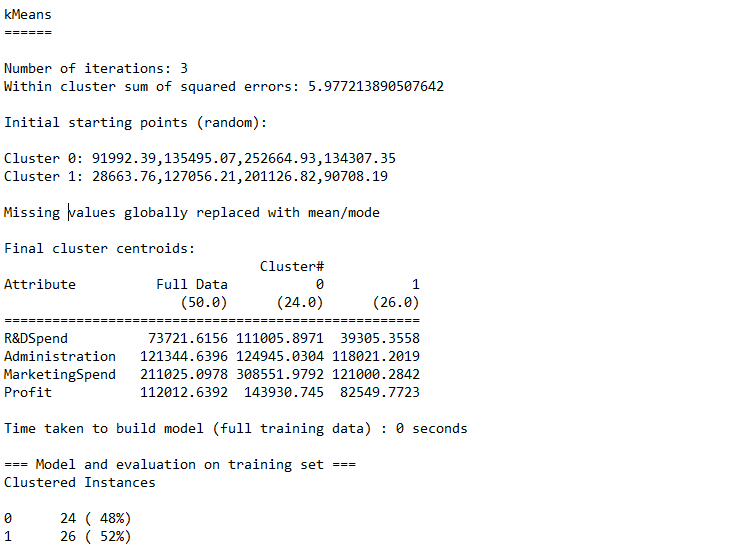 kMeans
======
Number of iterations: 3
Within cluster sum of squared errors: 5.977213890507642
Initial starting points (random):
Cluster 0: 91992.39,135495.07,252664.93,134307.35
Cluster 1: 28663.76,127056.21,201126.82,90708.19
Missing values globally replaced with mean/mode
Final cluster centroids:
                                Cluster#
Attribute          Full Data           0           1
                      (50.0)      (24.0)      (26.0)
====================================================
R&DSpend          73721.6156 111005.8971  39305.3558
Administration   121344.6396 124945.0304 118021.2019
MarketingSpend   211025.0978 308551.9792 121000.2842
Profit           112012.6392  143930.745  82549.7723
Time taken to build model (full training data) : 0 seconds
=== Model and evaluation on training set ===
Clustered Instances
0      24 ( 48%)
1      26 ( 52%)